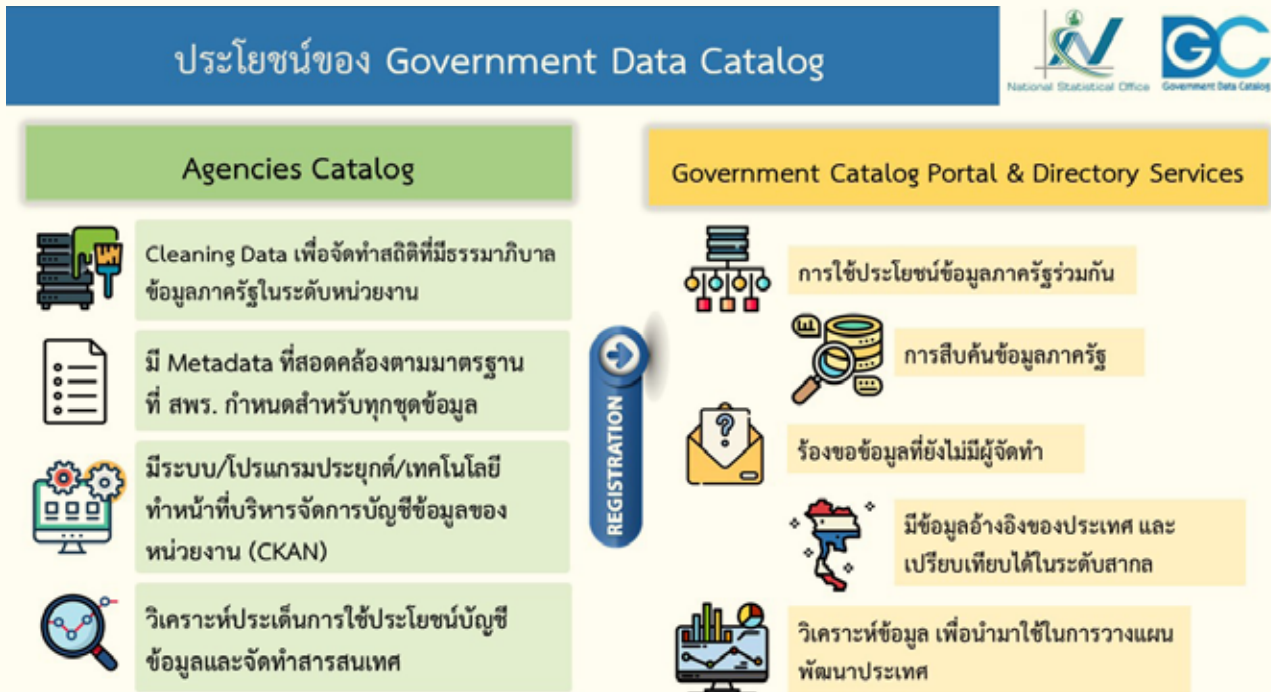 ประโยชน์ของ Government Data Catalog
National Statistical Office
GC
Government Data Catalog
Agencies Catalog
Cleaning Data เพื่อจัดทำสถิติที่มีธรรมาภิบาล
ข้อมูลภาครัฐในระดับหน่วยงาน
มี Metadata ที่สอดคล้องตามมาตรฐาน
ที่ สพร. กำหนดสำหรับทุกชุดข้อมูล
มีระบบ/โปรแกรมประยุกต์/เทคโนโลยี
ทำหน้าที่บริหารจัดการบัญชีข้อมูลของ
หน่วยงาน (CKAN)
วิเคราะห์ประเด็นการใช้ประโยชน์บัญชี
ข้อมูลและจัดทำสารสนเทศ
REGISTRATION
Government Catalog Portal & Directory Services
การใช้ประโยชน์ข้อมูลภาครัฐร่วมกัน
การสืบค้นข้อมูลภาครัฐ
?
ร้องขอข้อมูลที่ยังไม่มีผู้จัดทำ
มีข้อมูลอ้างอิงของประเทศ และ
เปรียบเทียบได้ในระดับสากล
วิเคราะห์ข้อมูล เพื่อนำมาใช้ในการวางแผน
พัฒนาประเทศ